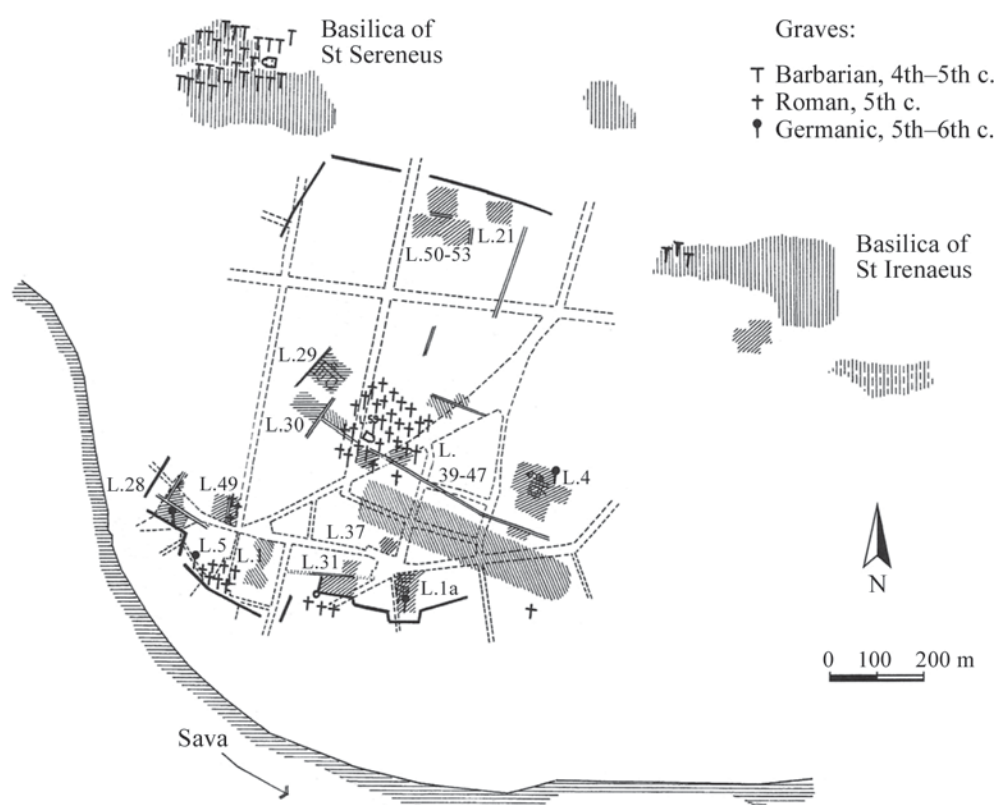 Basilica of
St Sereneus
Graves:
Barbarian, 4th–5th c.
Roman, 5th c.
Germanic, 5th–6th c.
L.21
L.50-53
Basilica of
St Irenaeus
L.29
L.30
L.
39-47
L.4
L.28
L.49
L.37
L.5
L.1
L.31
L.1a
N
0 100 200 m
Sava